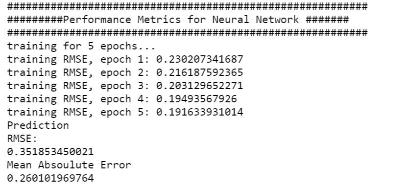 ##########################################################
#########Performance Metrics for Neural Network #######
##########################################################
training for 5 epochs...
training RMSE, epoch 1: 0.230207341687
training RMSE, epoch 2: 0.216187592365
training RMSE, epoch 3: 0.203129652271
training RMSE, epoch 4: 0.19493567926
training RMSE, epoch 5: 0.191633931014
Prediction
RMSE:
0.351853450021
Mean Absoulute Error
0.260101969764